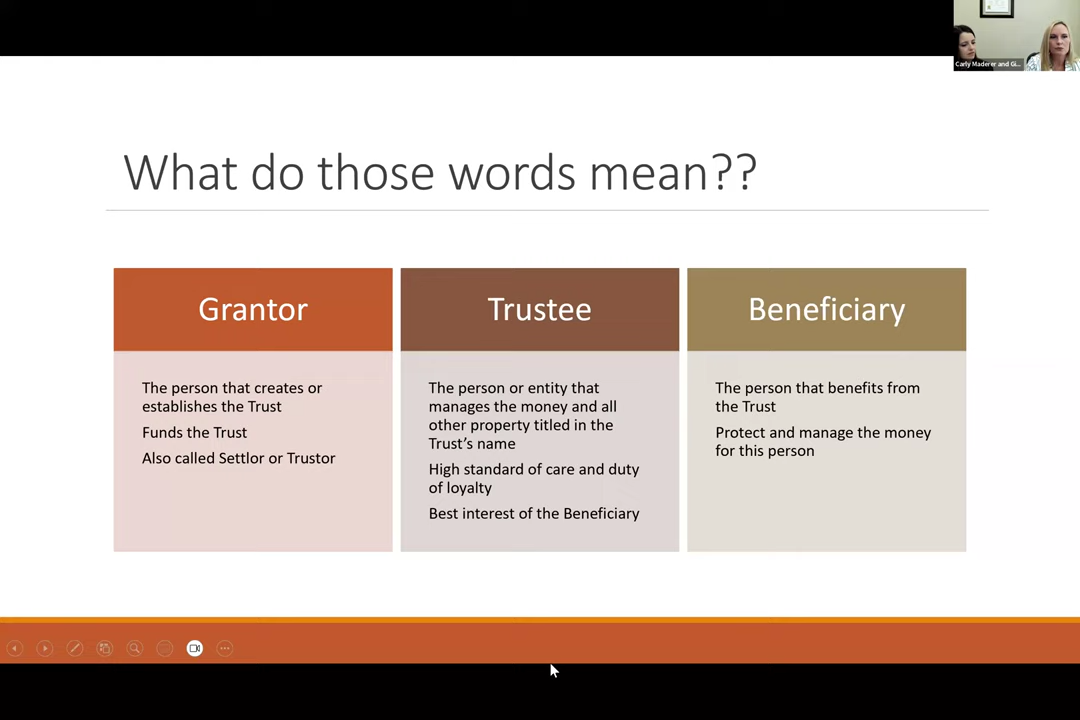 Carly Maderer and Gi...
What do those words mean??
Grantor
The person that creates or
establishes the Trust
Funds the Trust
Also called Settlor or Trustor
Trustee
The person or entity that
manages the money and all
other property titled in the
Trust's name
High standard of care and duty
of loyalty
Best interest of the Beneficiary
Beneficiary
The person that benefits from
the Trust
Protect and manage the money
for this person